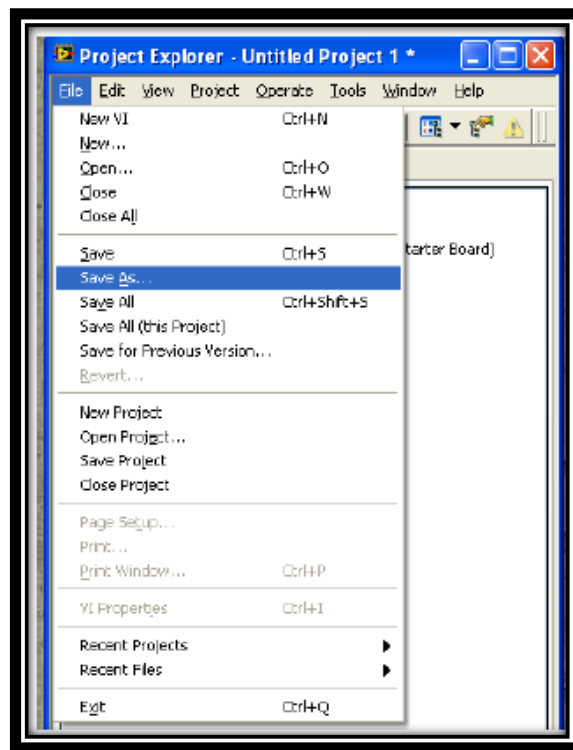 Project Explorer - Untitled Project 1 *
File Edit View Project Operate Tools Window Help
New VI Ctrl+N
New...
Open... Ctrl+O
Close Ctrl+W
Close All
Save Ctrl+S
tarter Board)
Save As...
Save All Ctrl+Shift+S
Save All (this Project)
Save for Previous Version...
Revert...
New Project
Open Project...
Save Project
Close Project
Page Setup...
Print...
Print Window... Ctrl+P
VI Properties Ctrl+I
Recent Projects
Recent Files
Exit Ctrl+Q